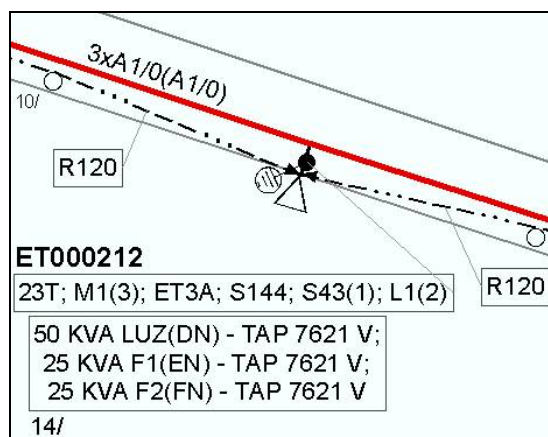 3xA1/0(A1/0)
10/
R120
R120
ET000212
23T; M1(3); ET3A; S144; S43(1); L1(2)
50 KVA LUZ(DN) - TAP 7621 V;
25 KVA F1(EN) - TAP 7621 V;
25 KVA F2(FN) - TAP 7621 V
14/